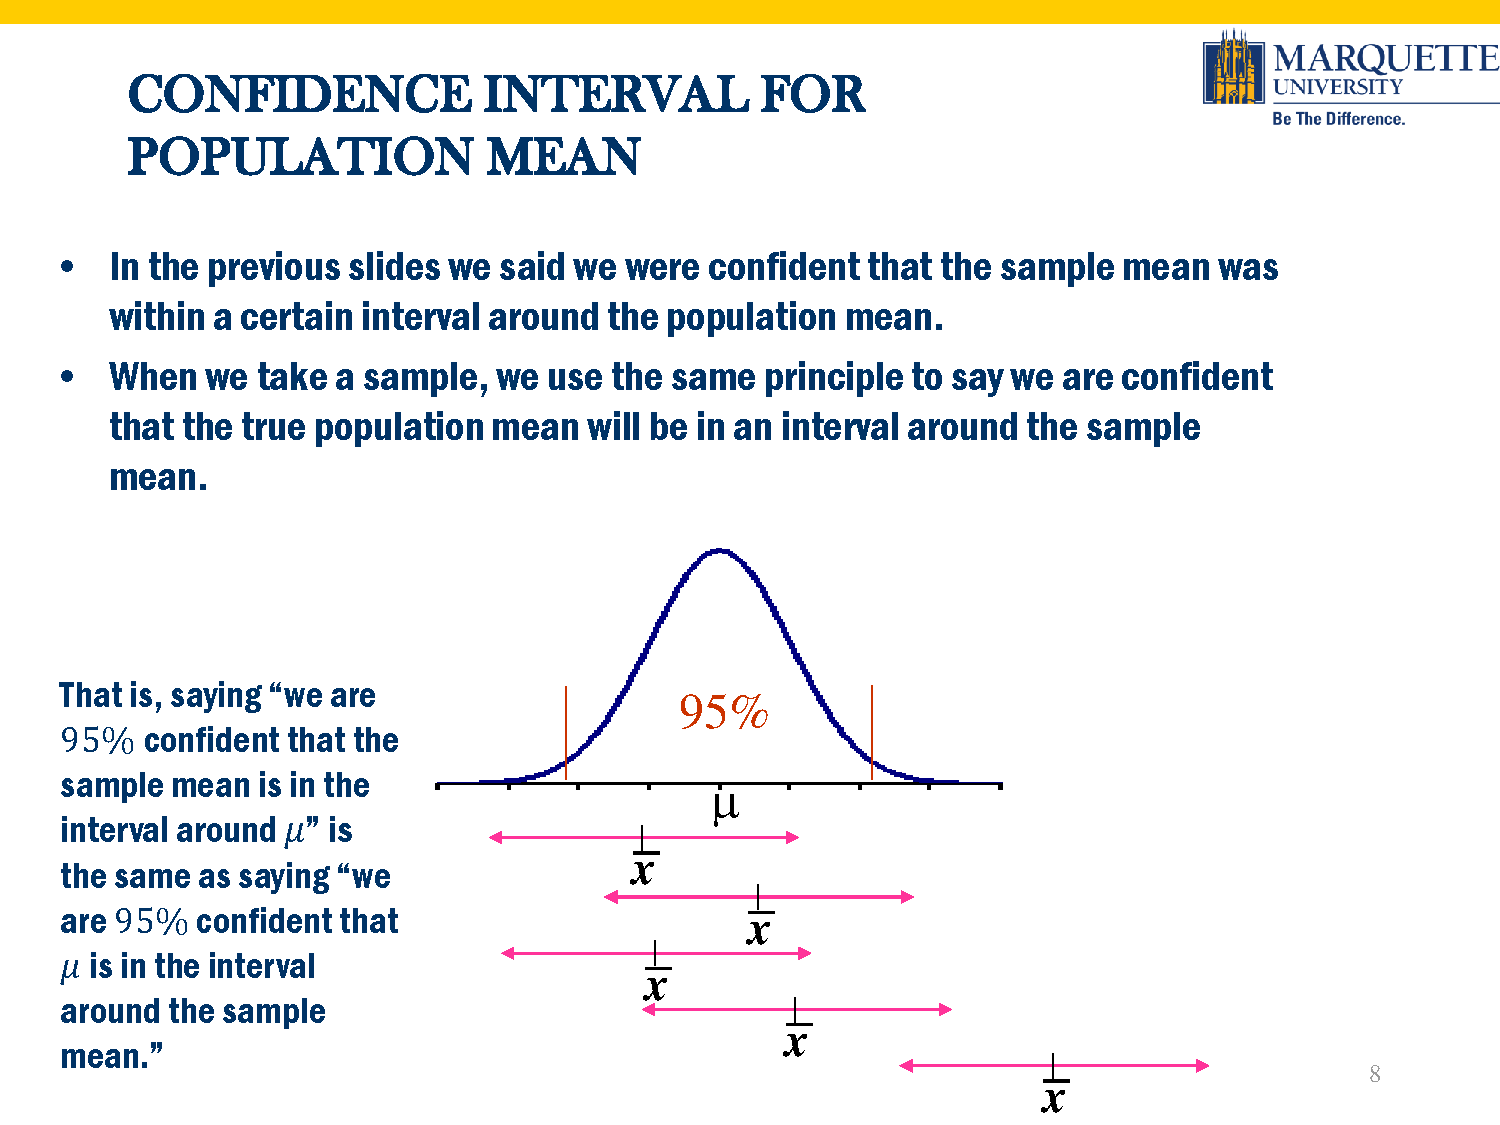 MARQUETTE
UNIVERSITY
Be The Difference.
CONFIDENCE INTERVAL FOR
POPULATION MEAN
• In the previous slides we said we were confident that the sample mean was
within a certain interval around the population mean.
• When we take a sample, we use the same principle to say we are confident
that the true population mean will be in an interval around the sample
mean.
That is, saying “we are
95% confident that the
sample mean is in the
interval around 𝜇” is
the same as saying “we
are 95% confident that
𝜇 is in the interval
around the sample
mean.”
95%
μ
x̅
x̅
x̅
x̅
x̅
8